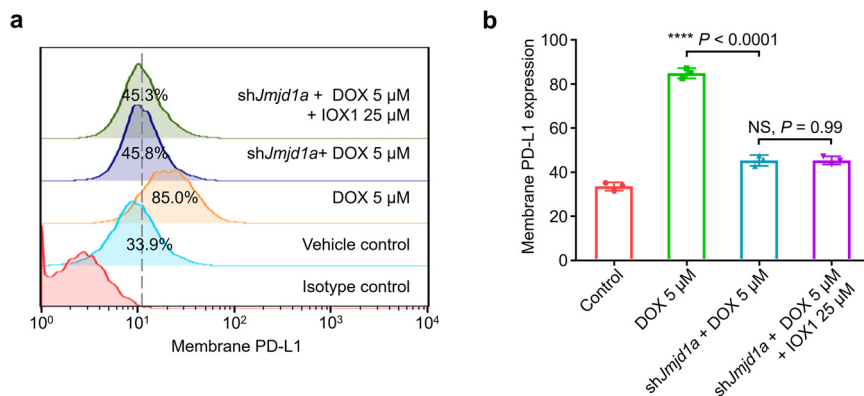 a
45.3%
shJmjd1a + DOX 5 μM
+ IOX1 25 μM
45.8%
shJmjd1a+ DOX 5 μM
85.0%
DOX 5 μM
33.9%
Vehicle control
Isotype control
10⁰
10¹
10²
10³
10⁴
Membrane PD-L1
b
**** P < 0.0001
NS, P = 0.99
Membrane PD-L1 expression
100
80
60
40
20
0
Control
DOX 5 μM
shJmjd1a + DOX 5 μM
shJmjd1a + DOX 5 μM
+ IOX1 25 μM